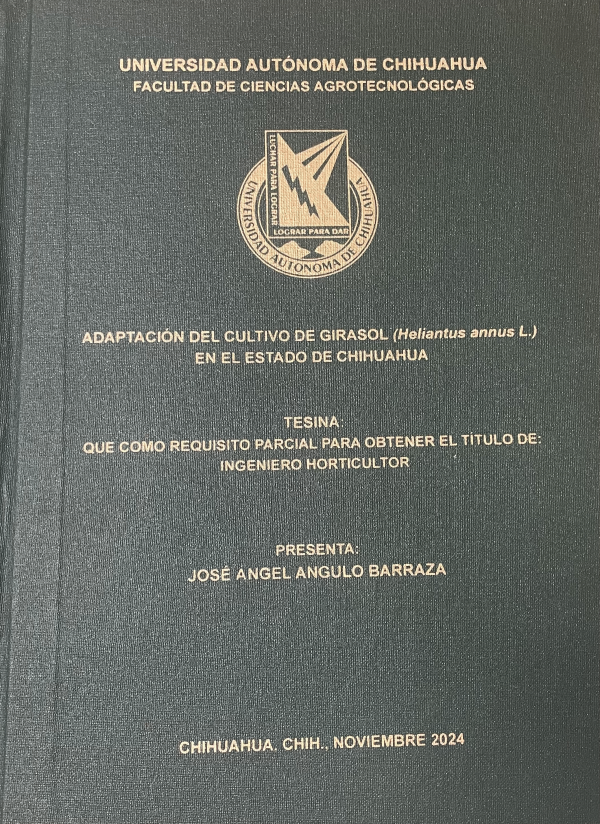 UNIVERSIDAD AUTÓNOMA DE CHIHUAHUA
FACULTAD DE CIENCIAS AGROTECNOLÓGICAS
LUCHAR PARA LOGRAR
LOGRAR PARA DAR
UNIVERSIDAD AUTONOMA DE CHIHUAHUA
ADAPTACIÓN DEL CULTIVO DE GIRASOL (Heliantus annus L.)
EN EL ESTADO DE CHIHUAHUA
TESINA:
QUE COMO REQUISITO PARCIAL PARA OBTENER EL TÍTULO DE:
INGENIERO HORTICULTOR
PRESENTA:
JOSÉ ANGEL ANGULO BARRAZA
CHIHUAHUA, CHIH., NOVIEMBRE 2024